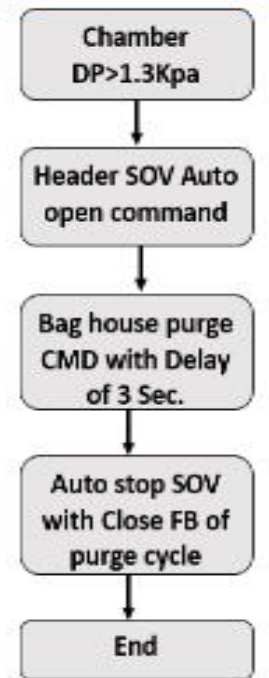 Chamber
DP>1.3Kpa
Header SOV Auto
open command
Bag house purge
CMD with Delay
of 3 Sec.
Auto stop SOV
with Close FB of
purge cycle
End